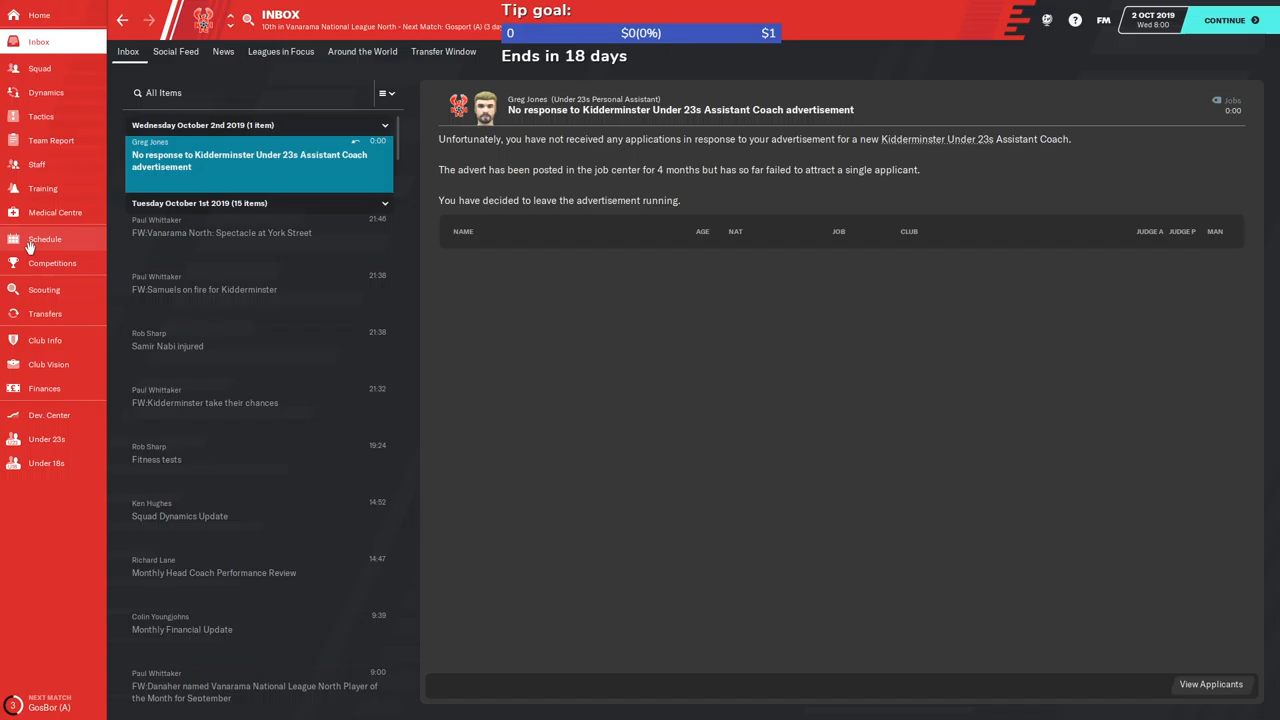 Home
Inbox
Squad
Dynamics
Tactics
Team Report
Staff
Training
Medical Centre
Schedule
Competitions
Scouting
Transfers
Club Info
Club Vision
Finances
Dev. Center
Under 23s
Under 18s
3
NEXT MATCH
GosBor (A)
INBOX
10th in Vanarama National League North - Next Match: Gosport (A) (3 day
Tip goal:
0 $0(0%) $1
Ends in 18 days
FM
2 OCT 2019
Wed 8:00
CONTINUE
Inbox Social Feed News Leagues in Focus Around the World Transfer Window
All Items
Wednesday October 2nd 2019 (1 item)
Greg Jones 0:00
No response to Kidderminster Under 23s Assistant Coach
advertisement
Tuesday October 1st 2019 (15 items)
Paul Whittaker 21:46
FW:Vanarama North: Spectacle at York Street
Paul Whittaker 21:38
FW:Samuels on fire for Kidderminster
Rob Sharp 21:38
Samir Nabi injured
Paul Whittaker 21:32
FW:Kidderminster take their chances
Rob Sharp 19:24
Fitness tests
Ken Hughes 14:52
Squad Dynamics Update
Richard Lane 14:47
Monthly Head Coach Performance Review
Colin Youngjohns 9:39
Monthly Financial Update
Paul Whittaker 9:00
FW:Danaher named Vanarama National League North Player of
the Month for September
Greg Jones (Under 23s Personal Assistant)
No response to Kidderminster Under 23s Assistant Coach advertisement
Jobs
0:00
Unfortunately, you have not received any applications in response to your advertisement for a new Kidderminster Under 23s Assistant Coach.
The advert has been posted in the job center for 4 months but has so far failed to attract a single applicant.
You have decided to leave the advertisement running.
NAME AGE NAT JOB CLUB JUDGE A JUDGE P MAN
View Applicants